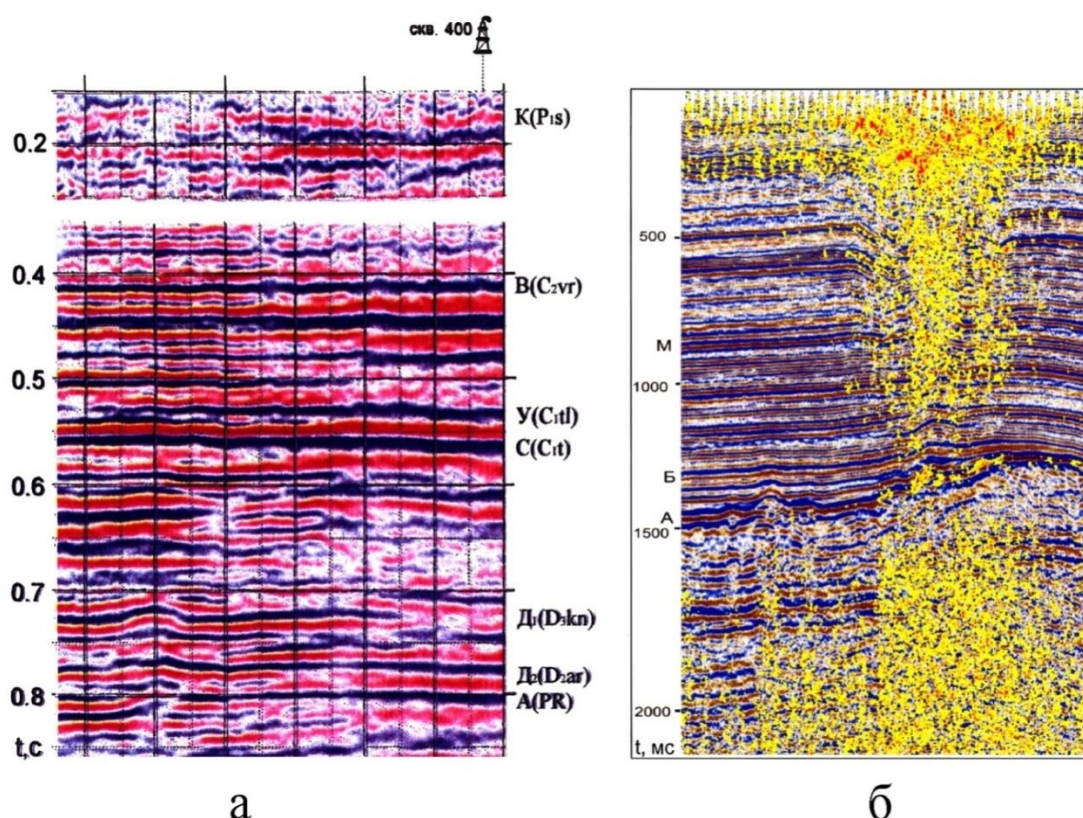 скв. 400
К(P₁s)
0.2
0.4
В(C₂vr)
0.5
У(C₁tl)
С(C₁t)
0.6
0.7
Д₁(D₃kn)
Д₂(D₂ar)
0.8
А(PR)
t,c
а
500
М
1000
Б
А
1500
2000
t, мс
б